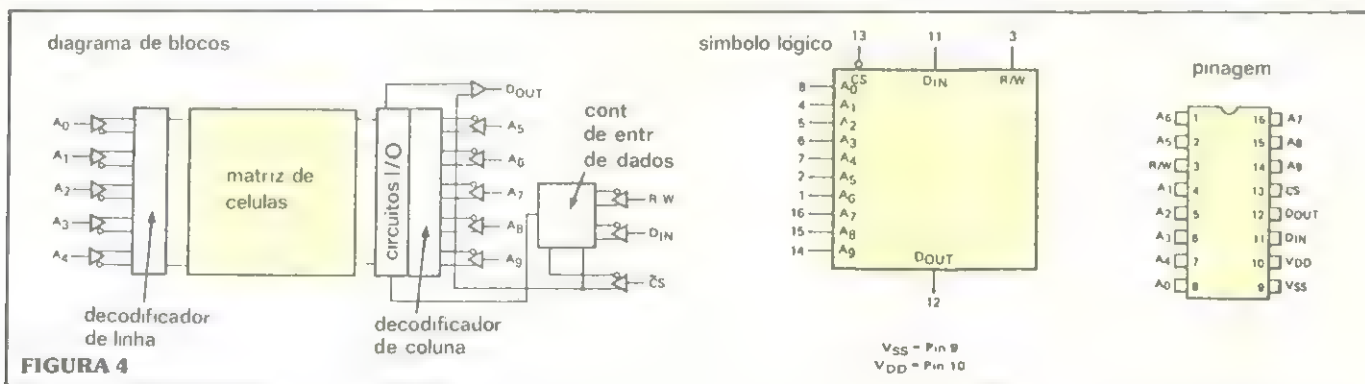 diagrama de blocos
A0
A1
A2
A3
A4
matriz de
celulas
circuitos I/O
DOUT
A5
A6
A7
A8
A9
cont
de entr
de dados
R W
DIN
CS
decodificador
de linha
decodificador
de coluna
FIGURA 4
simbolo lógico
13 11 3
CS DIN R/W
8 A0
4 A1
5 A2
6 A3
7 A4
2 A5
1 A6
16 A7
15 A8
14 A9
DOUT
12
VSS = Pin 9
VDD = Pin 10
pinagem
A6 1 16 A7
A5 2 15 A8
R/W 3 14 A9
A1 4 13 CS
A2 5 12 DOUT
A3 6 11 DIN
A4 7 10 VDD
A0 8 9 VSS